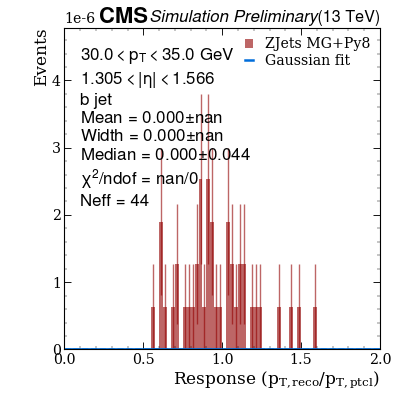 1e-6 CMS Simulation Preliminary (13 TeV)
Events
ZJets MG+Py8
Gaussian fit
30.0 < p_T < 35.0 GeV
1.305 < |η| < 1.566
b jet
Mean = 0.000±nan
Width = 0.000±nan
Median = 0.000±0.044
χ²/ndof = nan/0
Neff = 44
4
3
2
1
0
0.0 0.5 1.0 1.5 2.0
Response (p_T,reco/p_T,ptcl)